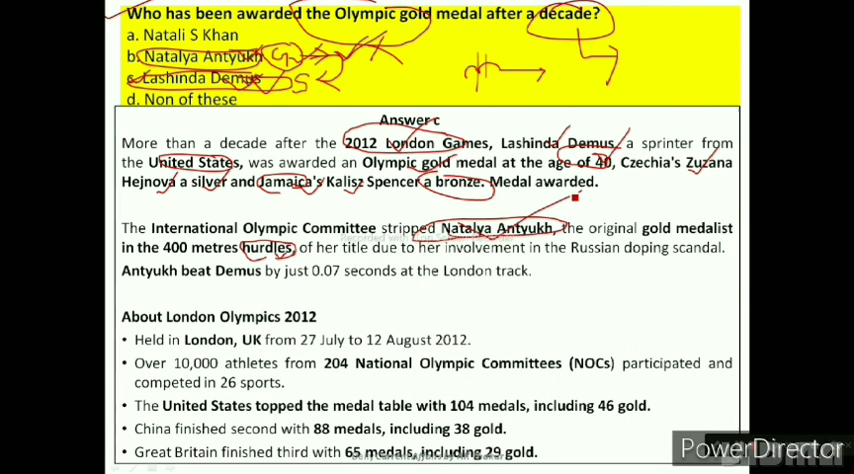 Who has been awarded the Olympic gold medal after a decade?
a. Natali S Khan
b. Natalya Antyukh
c. Lashinda Demus
d. Non of these
Answer c
More than a decade after the 2012 London Games, Lashinda Demus, a sprinter from
the United States, was awarded an Olympic gold medal at the age of 40, Czechia's Zuzana
Hejnova a silver and Jamaica's Kalisz Spencer a bronze. Medal awarded.
The International Olympic Committee stripped Natalya Antyukh, the original gold medalist
in the 400 metres hurdles, of her title due to her involvement in the Russian doping scandal.
Antyukh beat Demus by just 0.07 seconds at the London track.
About London Olympics 2012
• Held in London, UK from 27 July to 12 August 2012.
• Over 10,000 athletes from 204 National Olympic Committees (NOCs) participated and
competed in 26 sports.
• The United States topped the medal table with 104 medals, including 46 gold.
• China finished second with 88 medals, including 38 gold.
• Great Britain finished third with 65 medals, including 29 gold.
PowerDirector